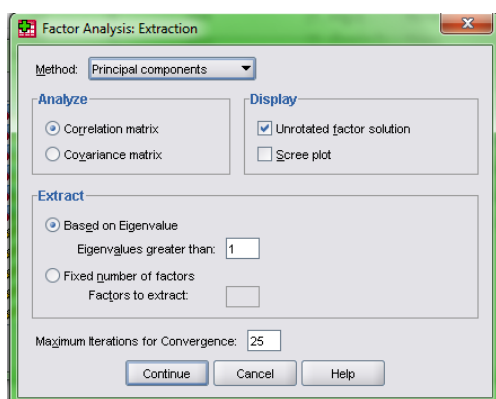 Factor Analysis: Extraction
Method: Principal components
Analyze
Correlation matrix
Covariance matrix
Display
Unrotated factor solution
Scree plot
Extract
Based on Eigenvalue
Eigenvalues greater than: 1
Fixed number of factors
Factors to extract:
Maximum Iterations for Convergence: 25
Continue Cancel Help